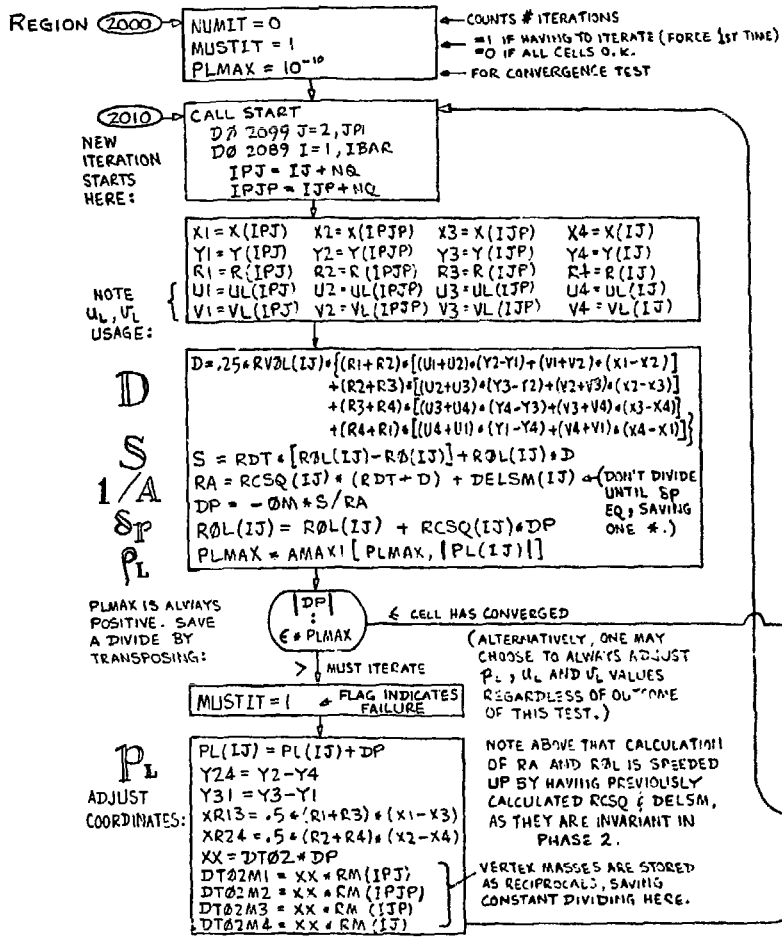 REGION 2000
NUMIT = 0
MUSTIT = 1
PLMAX = 10^-10
COUNTS # ITERATIONS
=1 IF HAVING TO ITERATE (FORCE 1ST TIME)
=0 IF ALL CELLS O.K.
FOR CONVERGENCE TEST
2010
NEW
ITERATION
STARTS
HERE:
CALL START
DØ 2099 J=2, JP1
DØ 2089 I=1, IBAR
IPJ = IJ + NQ
IPJP = IJP + NQ
NOTE
UL, VL
USAGE:
X1 = X(IPJ) X2 = X(IPJP) X3 = X(IJP) X4 = X(IJ)
Y1 = Y(IPJ) Y2 = Y(IPJP) Y3 = Y(IJP) Y4 = Y(IJ)
R1 = R(IPJ) R2 = R(IPJP) R3 = R(IJP) R4 = R(IJ)
U1 = UL(IPJ) U2 = UL(IPJP) U3 = UL(IJP) U4 = UL(IJ)
V1 = VL(IPJ) V2 = VL(IPJP) V3 = VL(IJP) V4 = VL(IJ)
D
D=.25*RVØL(IJ)*{(R1+R2)*[(U1+U2)*(Y2-Y1)+(V1+V2)*(X1-X2)]
+(R2+R3)*[(U2+U3)*(Y3-Y2)+(V2+V3)*(X2-X3)]
+(R3+R4)*[(U3+U4)*(Y4-Y3)+(V3+V4)*(X3-X4)]
+(R4+R1)*[(U4+U1)*(Y1-Y4)+(V4+V1)*(X4-X1)]}
S
S = RDT*[RØL(IJ)-RØ(IJ)]+RØL(IJ)*D
1/A
RA = RCSQ(IJ)*(RDT+D)+DELSM(IJ)
(DON'T DIVIDE
UNTIL δP
EQ, SAVING
ONE *.)
δp
DP = -ØM*S/RA
ρL
RØL(IJ) = RØL(IJ) + RCSQ(IJ)*DP
PLMAX = AMAX1[PLMAX, |PL(IJ)|]
PLMAX IS ALWAYS
POSITIVE. SAVE
A DIVIDE BY
TRANSPOSING:
|DP|
:
ϵ*PLMAX
≤ CELL HAS CONVERGED
> MUST ITERATE
(ALTERNATIVELY, ONE MAY
CHOOSE TO ALWAYS ADJUST
PL, UL AND VL VALUES
REGARDLESS OF OUTCOME
OF THIS TEST.)
MUSTIT = 1
FLAG INDICATES
FAILURE
PL
ADJUST
COORDINATES:
PL(IJ) = PL(IJ)+DP
Y24 = Y2-Y4
Y31 = Y3-Y1
XR13 = .5*(R1+R3)*(X1-X3)
XR24 = .5*(R2+R4)*(X2-X4)
XX = DTØ2*DP
DTØ2M1 = XX*RM(IPJ)
DTØ2M2 = XX*RM(IPJP)
DTØ2M3 = XX*RM(IJP)
DTØ2M4 = XX*RM(IJ)
NOTE ABOVE THAT CALCULATION
OF RA AND RØL IS SPEEDED
UP BY HAVING PREVIOUSLY
CALCULATED RCSQ & DELSM,
AS THEY ARE INVARIANT IN
PHASE 2.
VERTEX MASSES ARE STORED
AS RECIPROCALS, SAVING
CONSTANT DIVIDING HERE.